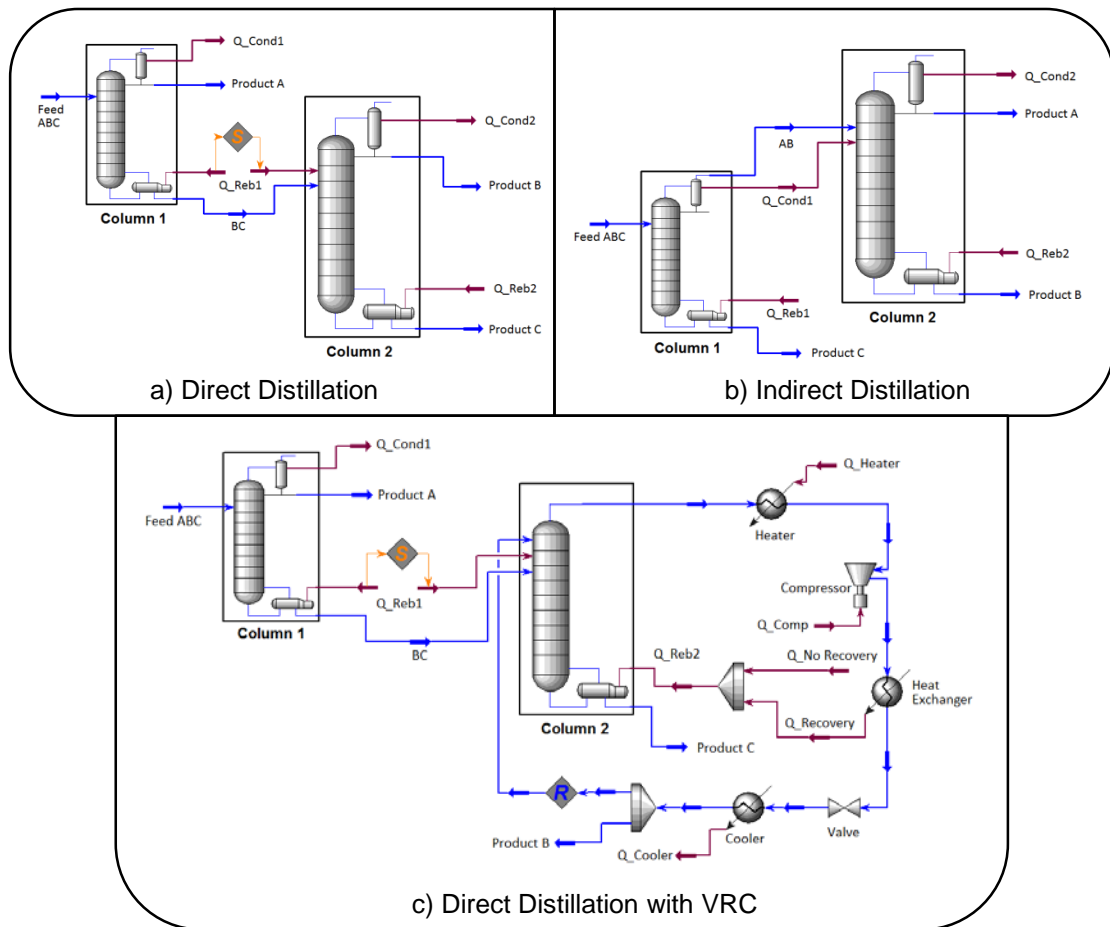 Q_Cond1
Product A
Feed
ABC
S
Q_Reb1
Column 1
BC
Q_Cond2
Product B
Q_Reb2
Product C
Column 2
a) Direct Distillation
Q_Cond2
Product A
AB
Q_Cond1
Feed ABC
Q_Reb1
Column 1
Product C
Q_Reb2
Product B
Column 2
b) Indirect Distillation
Q_Cond1
Product A
Feed ABC
S
Q_Reb1
Column 1
BC
Q_Heater
Heater
Compressor
Q_Comp
Q_Reb2
Q_No Recovery
Heat
Exchanger
Q_Recovery
Column 2
Product C
R
Product B
Q_Cooler
Cooler
Valve
c) Direct Distillation with VRC